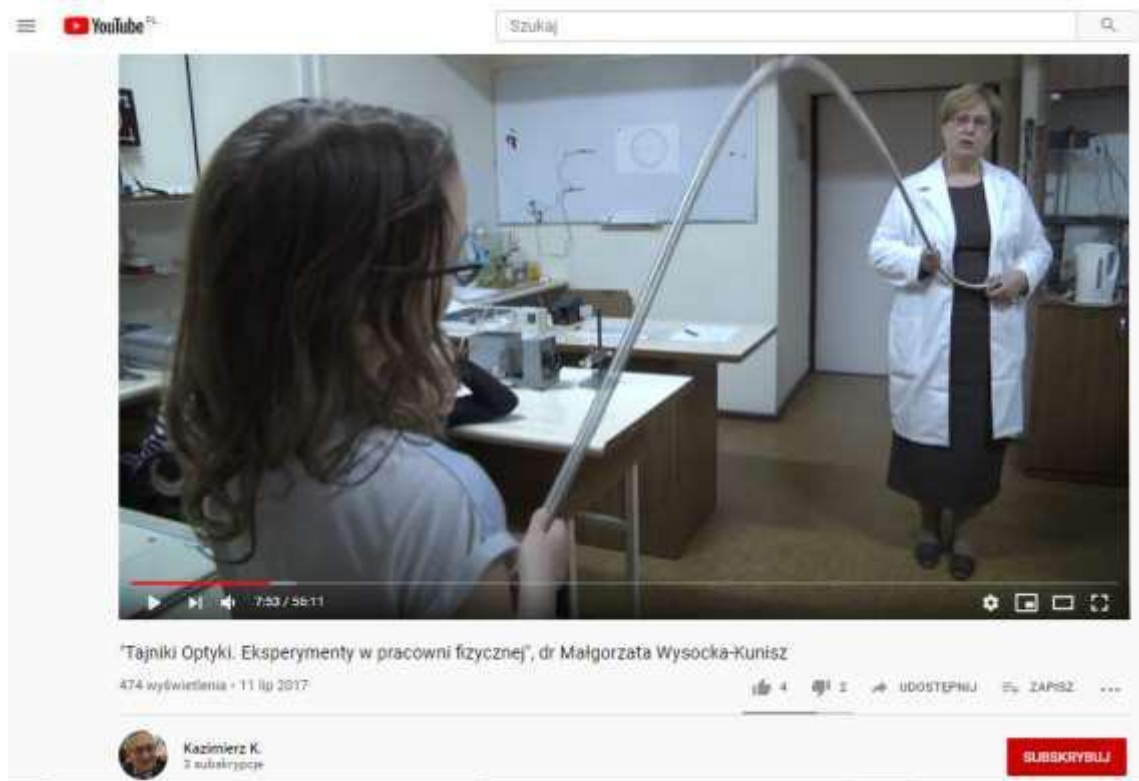 YouTube PL
Szukaj
7:53 / 56:11
"Tajniki Optyki. Eksperymenty w pracowni fizycznej", dr Małgorzata Wysocka-Kunisz
474 wyświetlenia • 11 lip 2017
4 2 UDOSTĘPNIJ ZAPISZ
Kazimierz K.
3 subskrypcje
SUBSKRYBUJ